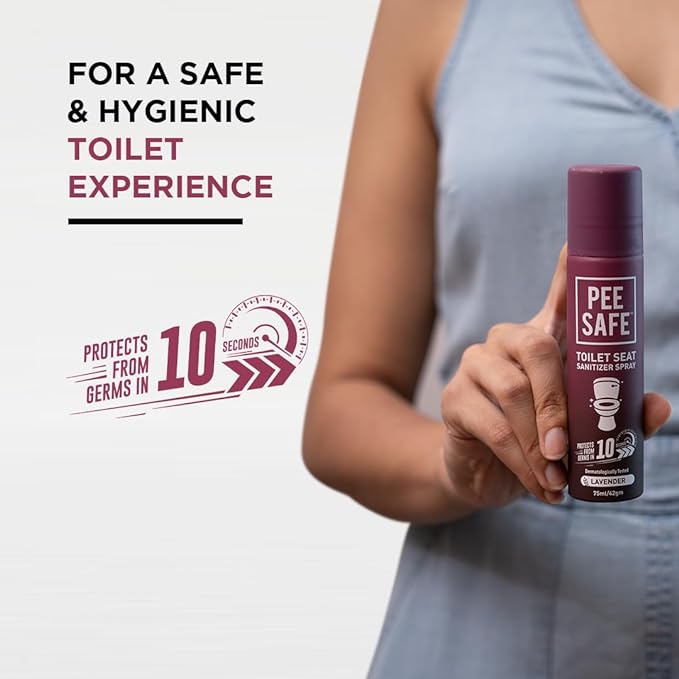 FOR A SAFE
& HYGIENIC
TOILET
EXPERIENCE
PROTECTS
FROM
GERMS IN
10
SECONDS
PEE
SAFE™
TOILET SEAT
SANITIZER SPRAY
PROTECTS
FROM
GERMS IN
10
Dermatologically Tested
LAVENDER
75ml/42gm